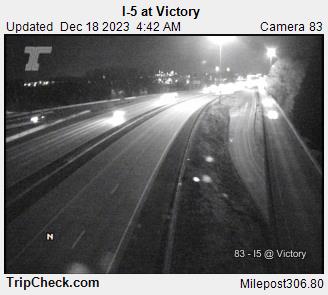 I-5 at Victory
Updated  Dec 18 2023  4:42 AM
Camera 83
T
N
83 - I5 @ Victory
TripCheck.com
Milepost306.80